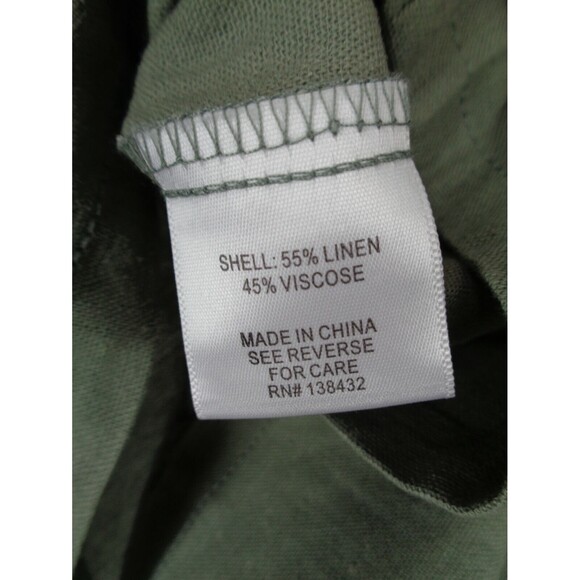 SHELL: 55% LINEN
45% VISCOSE
MADE IN CHINA
SEE REVERSE
FOR CARE
RN# 138432